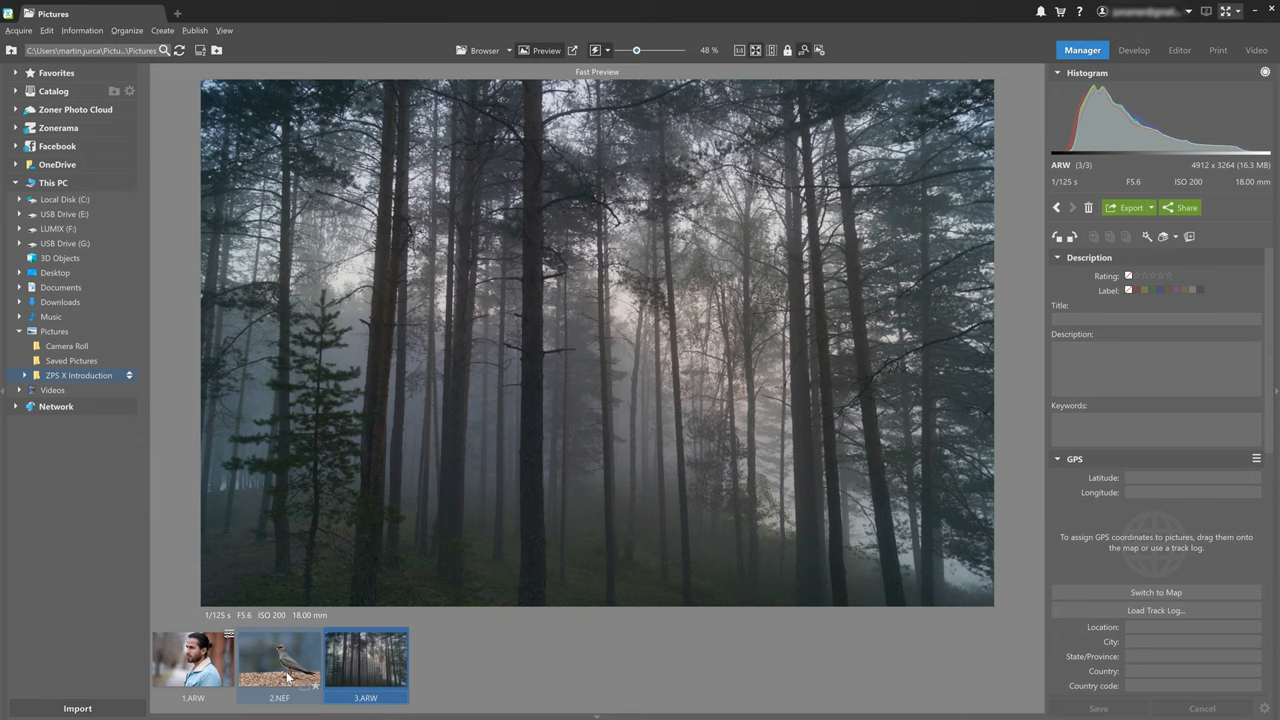 Pictures
Acquire Edit Information Organize Create Publish View
C:\Users\martin.jurca\Pictu...\Pictures
Browser Preview 48 %
Manager Develop Editor Print Video
Favorites
Catalog
Zoner Photo Cloud
Zonerama
Facebook
OneDrive
This PC
Local Disk (C:)
USB Drive (E:)
LUMIX (F:)
USB Drive (G:)
3D Objects
Desktop
Documents
Downloads
Music
Pictures
Camera Roll
Saved Pictures
ZPS X Introduction
Videos
Network
Import
Fast Preview
1/125 s F5.6 ISO 200 18.00 mm
1.ARW 2.NEF 3.ARW
Histogram
ARW (3/3) 4912 x 3264 (16.3 MB)
1/125 s F5.6 ISO 200 18.00 mm
Export Share
Description
Rating:
Label:
Title:
Description:
Keywords:
GPS
Latitude:
Longitude:
To assign GPS coordinates to pictures, drag them onto
the map or use a track log.
Switch to Map
Load Track Log...
Location:
City:
State/Province:
Country:
Country code:
Save Cancel